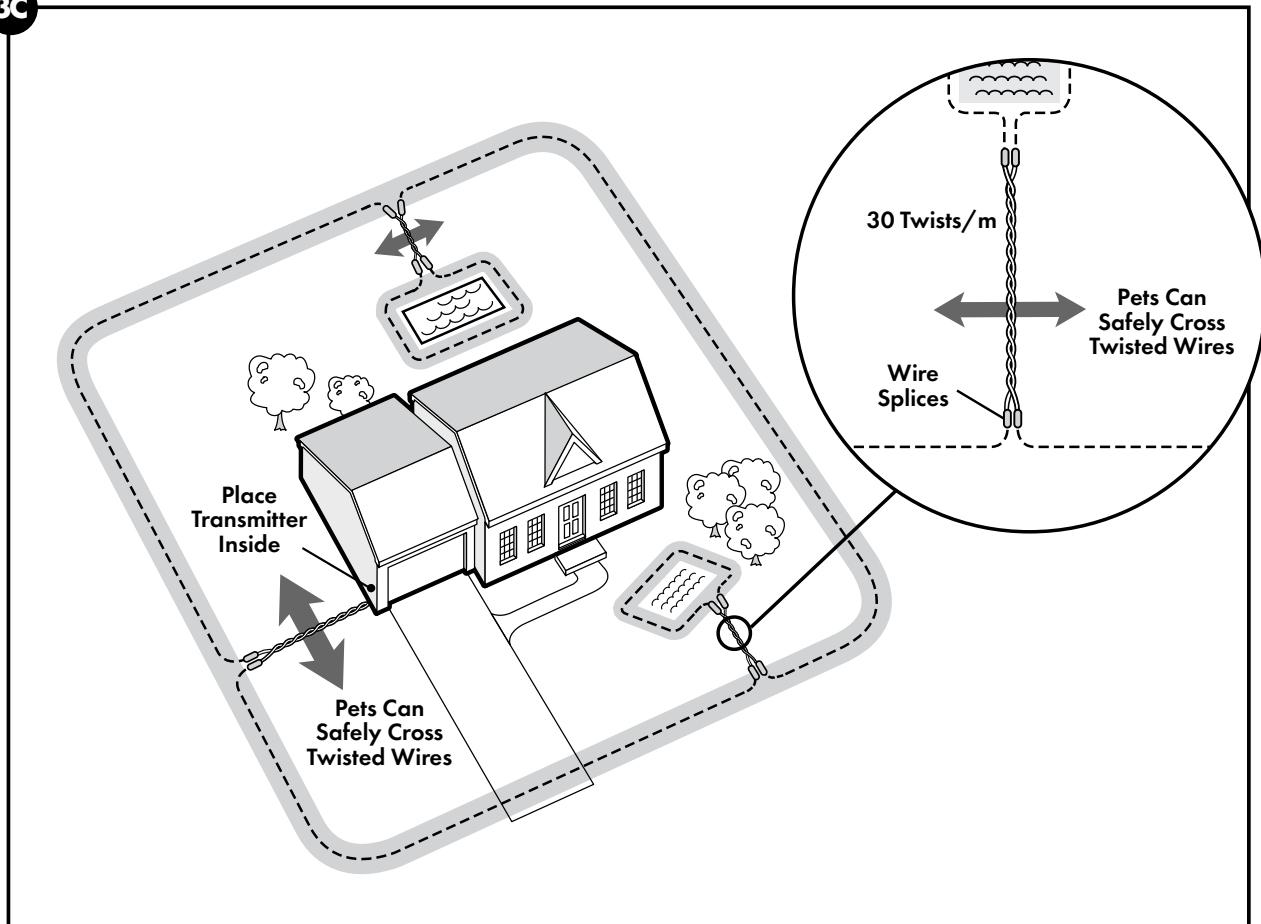 3C
30 Twists/m
Pets Can
Safely Cross
Twisted Wires
Wire
Splices
Place
Transmitter
Inside
Pets Can
Safely Cross
Twisted Wires